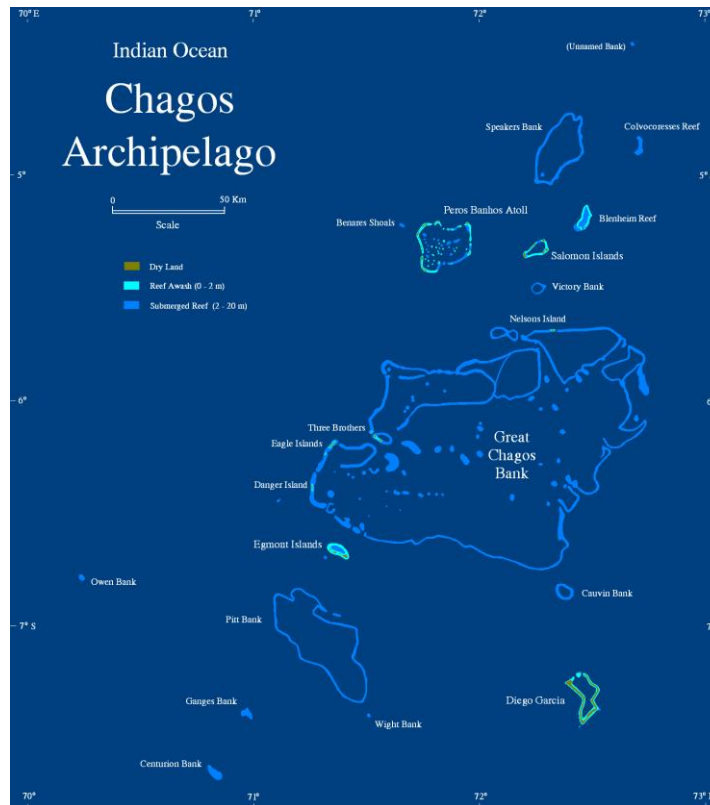 70° E
71°
72°
73°
Indian Ocean
(Unnamed Bank)
Chagos
Archipelago
Speakers Bank
Colvocoresses Reef
5°
5°
0
50 Km
Scale
Peros Banhos Atoll
Benares Shoals
Blenheim Reef
Salomon Islands
Dry Land
Reef Awash (0 - 2 m)
Submerged Reef (2 - 20 m)
Victory Bank
Nelsons Island
6°
6
Three Brothers
Eagle Islands
Great
Chagos
Bank
Danger Island
Egmont Islands
Owen Bank
Cauvin Bank
Pitt Bank
7° S
7
Diego Garcia
Ganges Bank
Wight Bank
Centurion Bank
70°
71°
72°